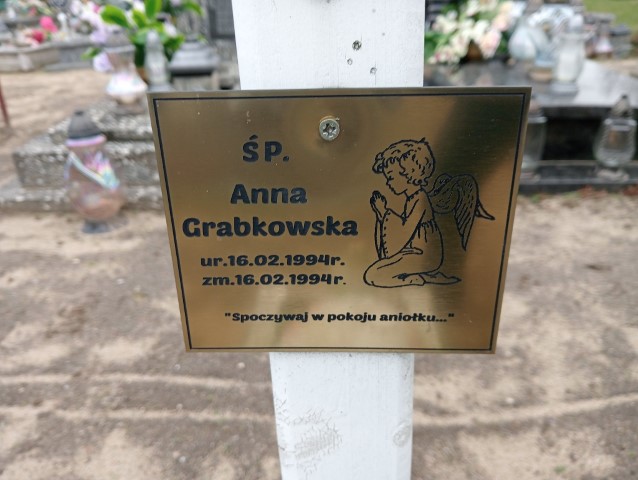 ŚP.
Anna
Grabkowska
ur.16.02.1994r.
zm.16.02.1994r.
"Spoczywaj w pokoju aniołku..."